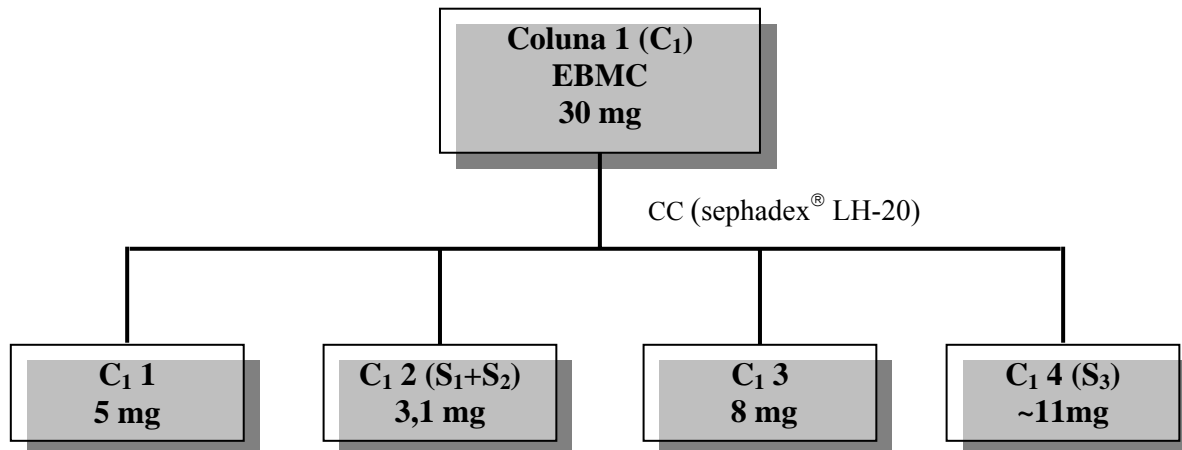 Coluna 1 (C₁)
EBMC
30 mg
CC (sephadex® LH-20)
C₁ 1
5 mg
C₁ 2 (S₁+S₂)
3,1 mg
C₁ 3
8 mg
C₁ 4 (S₃)
~11mg